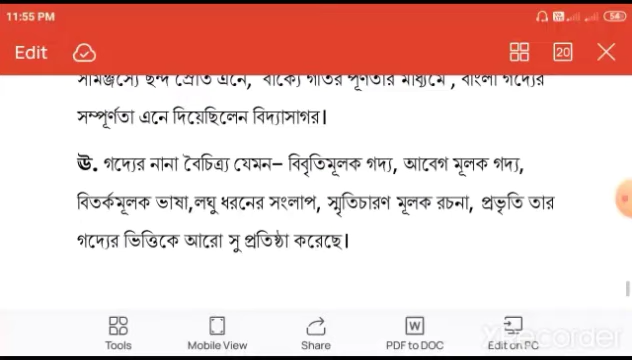 11:55 PM
54
Edit
20
সামঞ্জস্যে ছন্দ স্রোত এনে, বাক্যে গতির পূর্ণতার মাধ্যমে, বাংলা গদ্যের
সম্পূর্ণতা এনে দিয়েছিলেন বিদ্যাসাগর।
ঊ. গদ্যের নানা বৈচিত্র্য যেমন– বিবৃতিমূলক গদ্য, আবেগ মূলক গদ্য,
বিতর্কমূলক ভাষা,লঘু ধরনের সংলাপ, স্মৃতিচারণ মূলক রচনা, প্রভৃতি তার
গদ্যের ভিত্তিকে আরো সু প্রতিষ্ঠা করেছে।
W
Tools Mobile View Share PDF to DOC Edit on PC
XRecorder